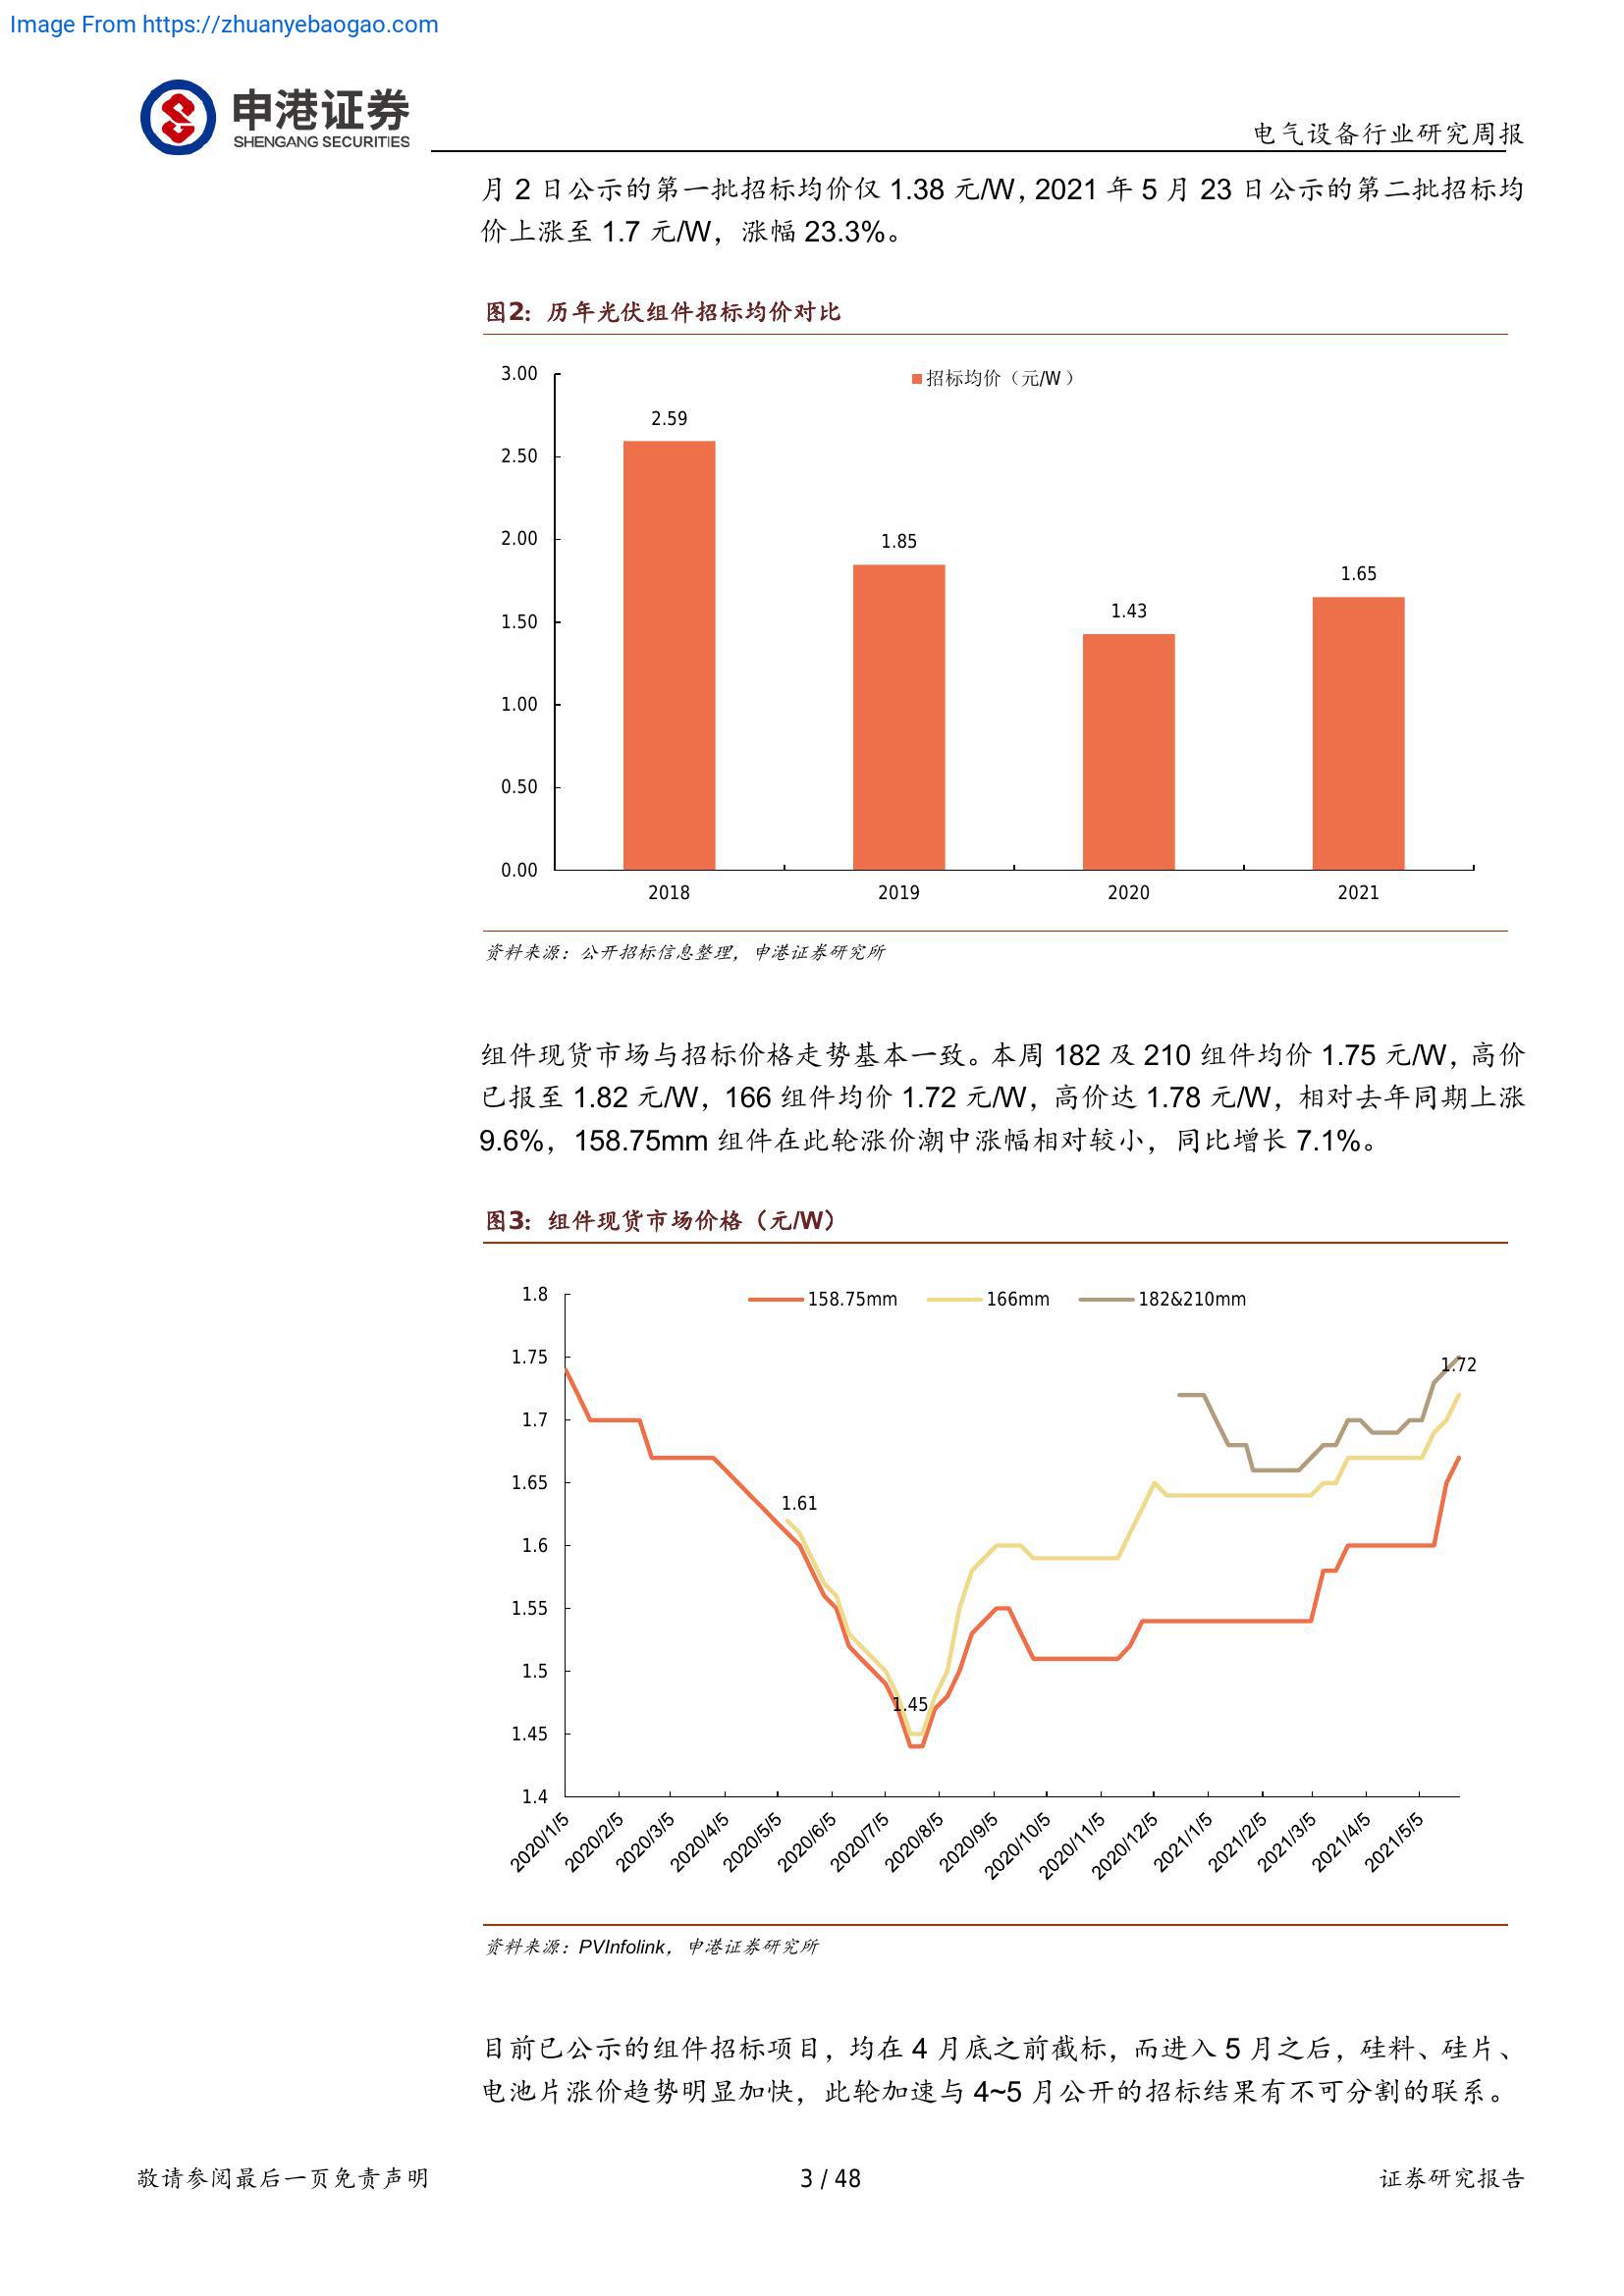 Image From https://zhuanyebaogao.com
申港证券
SHENGANG SECURITIES
电气设备行业研究周报
月 2 日公示的第一批招标均价仅 1.38 元/W，2021 年 5 月 23 日公示的第二批招标均
价上涨至 1.7 元/W，涨幅 23.3%。
图2：历年光伏组件招标均价对比
招标均价（元/W）
3.00
2.50
2.00
1.50
1.00
0.50
0.00
2.59
1.85
1.43
1.65
2018
2019
2020
2021
资料来源：公开招标信息整理，申港证券研究所
组件现货市场与招标价格走势基本一致。本周 182 及 210 组件均价 1.75 元/W，高价
已报至 1.82 元/W，166 组件均价 1.72 元/W，高价达 1.78 元/W，相对去年同期上涨
9.6%，158.75mm 组件在此轮涨价潮中涨幅相对较小，同比增长 7.1%。
图3：组件现货市场价格（元/W）
158.75mm
166mm
182&210mm
1.8
1.75
1.7
1.65
1.6
1.55
1.5
1.45
1.4
1.61
1.45
1.72
2020/1/5
2020/2/5
2020/3/5
2020/4/5
2020/5/5
2020/6/5
2020/7/5
2020/8/5
2020/9/5
2020/10/5
2020/11/5
2020/12/5
2021/1/5
2021/2/5
2021/3/5
2021/4/5
2021/5/5
资料来源：PVInfolink，申港证券研究所
目前已公示的组件招标项目，均在 4 月底之前截标，而进入 5 月之后，硅料、硅片、
电池片涨价趋势明显加快，此轮加速与 4~5 月公开的招标结果有不可分割的联系。
敬请参阅最后一页免责声明
3 / 48
证券研究报告